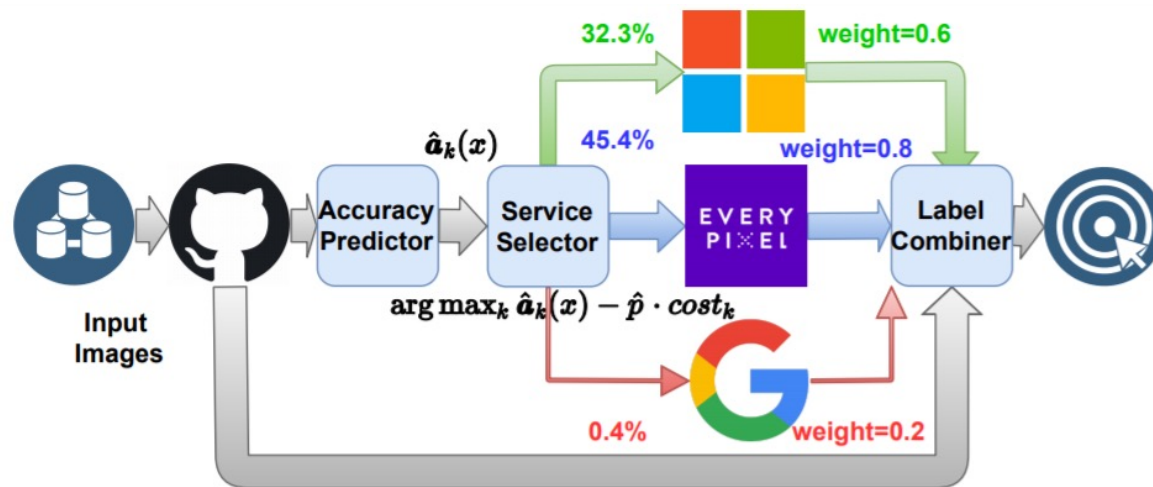 32.3%
weight=0.6
â_k(x)
45.4%
weight=0.8
Accuracy
Predictor
Service
Selector
EVERY
PIXEL
Label
Combiner
arg max_k â_k(x) − p̂ · cost_k
Input
Images
0.4%
weight=0.2